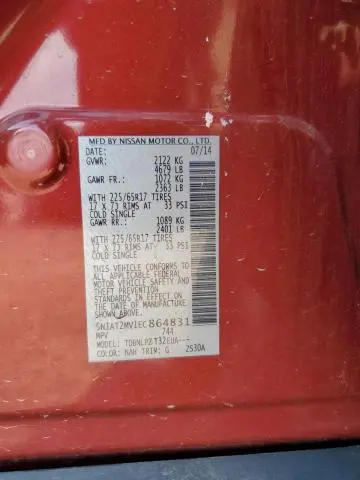 MFD BY NISSAN MOTOR CO., LTD.
DATE: 07/14
GVWR: 2122 KG
4679 LB
GAWR FR: 1072 KG
2363 LB
WITH 225/65R17 TIRES
17 X 7J RIMS AT 33 PSI
COLD SINGLE
GAWR RR: 1089 KG
2401 LB
WITH 225/65R17 TIRES
17 X 7J RIMS AT 33 PSI
COLD SINGLE
THIS VEHICLE CONFORMS TO
ALL APPLICABLE FEDERAL
MOTOR VEHICLE SAFETY
STANDARDS IN EFFECT ON
THE DATE OF MANUFACTURE
SHOWN ABOVE.
5N1AT2MV1EC864831
MPV 744
MODEL:
COLOR: NAH TRIM: G 2530A